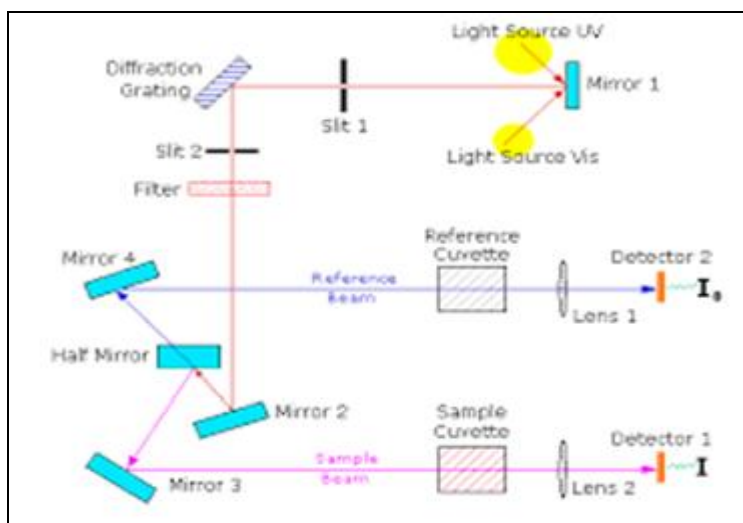 Light Source UV
Diffraction
Grating
Mirror 1
Slit 1
Slit 2
Light Source Vis
Filter
Mirror 4
Reference
Cuvette
Detector 2
Reference
Beam
I₀
Lens 1
Half Mirror
Mirror 2
Sample
Cuvette
Detector 1
Sample
Beam
I
Mirror 3
Lens 2